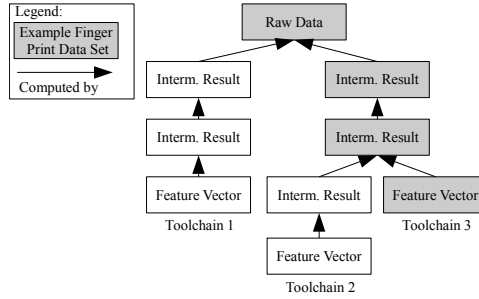 Legend:
Example Finger
Print Data Set
Computed by
Raw Data
Interm. Result
Interm. Result
Interm. Result
Interm. Result
Feature Vector
Interm. Result
Feature Vector
Toolchain 1
Toolchain 3
Feature Vector
Toolchain 2